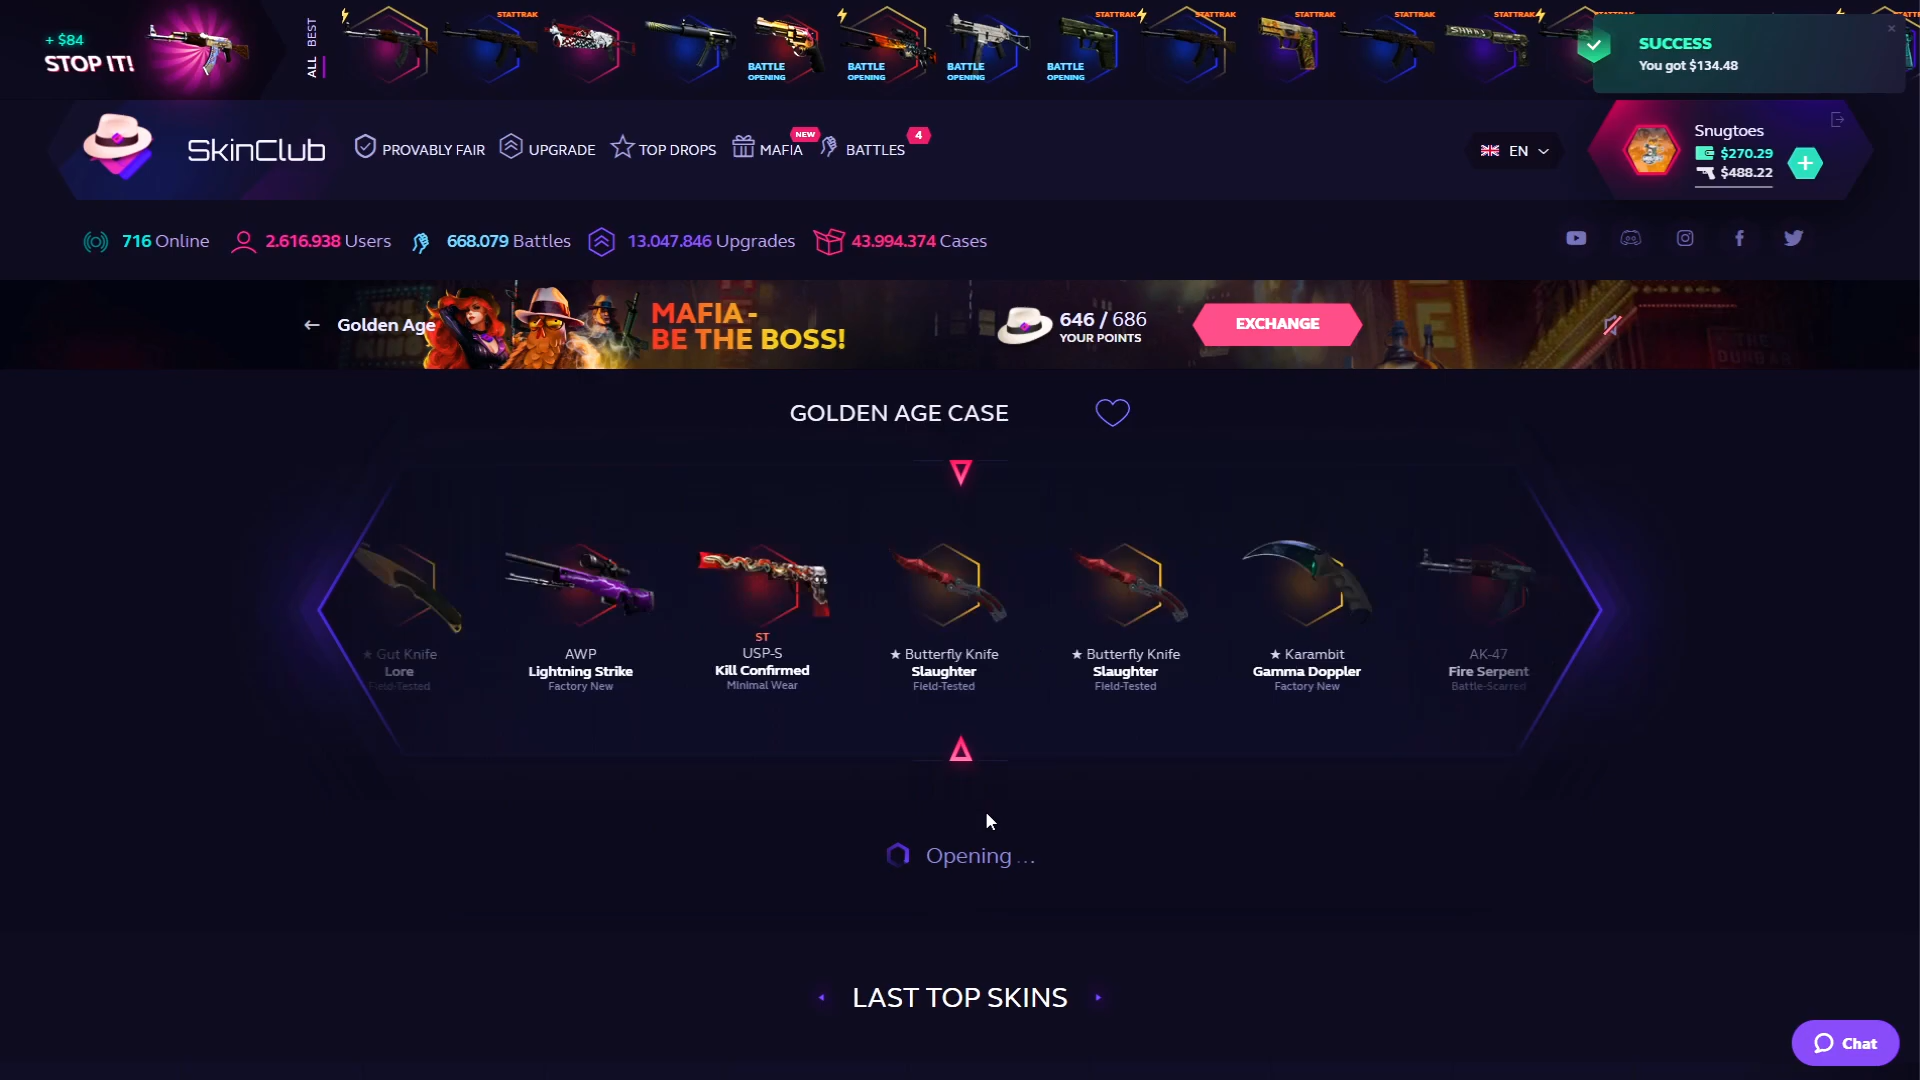 + $84
STOP IT!
BEST
ALL
STATTRAK
STATTRAK
STATTRAK
STATTRAK
STATTRAK
STATTRAK
BATTLE
OPENING
BATTLE
OPENING
BATTLE
OPENING
BATTLE
OPENING
SUCCESS
You got $134.48
SkinClub
PROVABLY FAIR
UPGRADE
TOP DROPS
MAFIA
NEW
BATTLES
4
EN
Snugtoes
$270.29
$488.22
716 Online
2.616.938 Users
668.079 Battles
13.047.846 Upgrades
43.994.374 Cases
Golden Age
MAFIA -
BE THE BOSS!
646 / 686
YOUR POINTS
EXCHANGE
GOLDEN AGE CASE
★ Gut Knife
Lore
Field-Tested
AWP
Lightning Strike
Factory New
ST
USP-S
Kill Confirmed
Minimal Wear
★ Butterfly Knife
Slaughter
Field-Tested
★ Butterfly Knife
Slaughter
Field-Tested
★ Karambit
Gamma Doppler
Factory New
AK-47
Fire Serpent
Battle-Scarred
Opening ...
LAST TOP SKINS
Chat